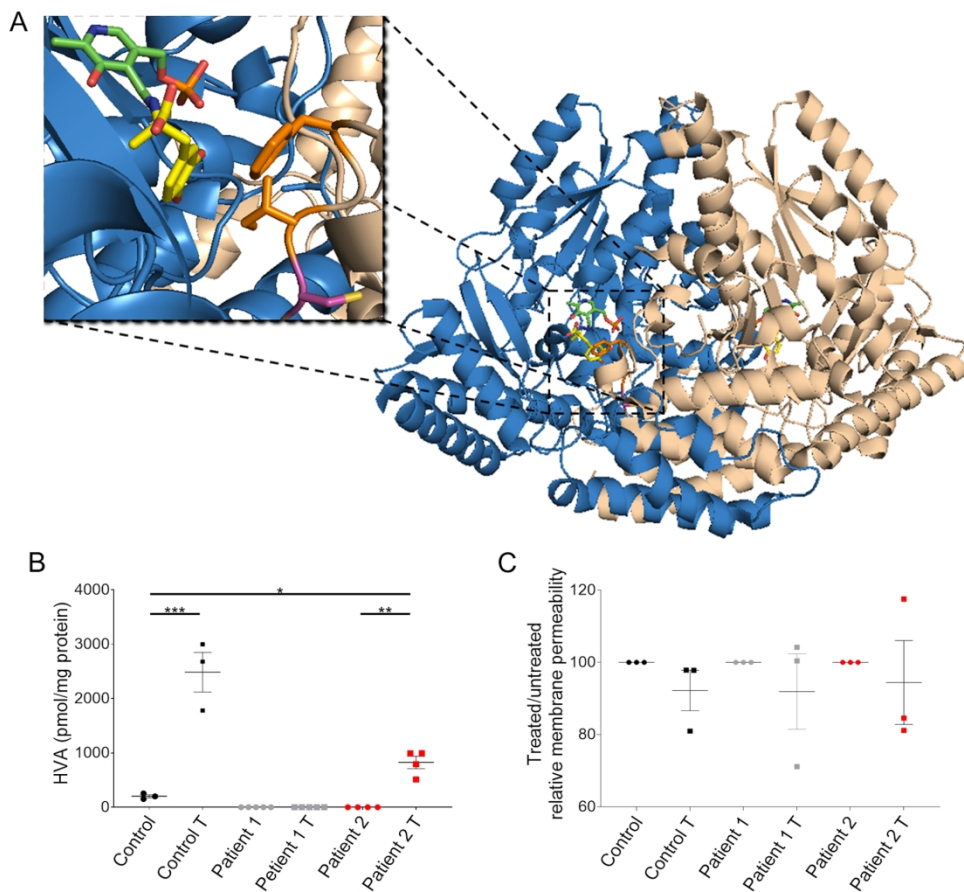 A
B
HVA (pmol/mg protein)
4000
3000
2000
1000
0
*
***
**
Control
Control T
Patient 1
Petient 1 T
Patient 2
Patient 2 T
C
Treated/untreated
relative membrane permeability
120
100
80
60
Control
Control T
Patient 1
Patient 1 T
Patient 2
Patient 2 T